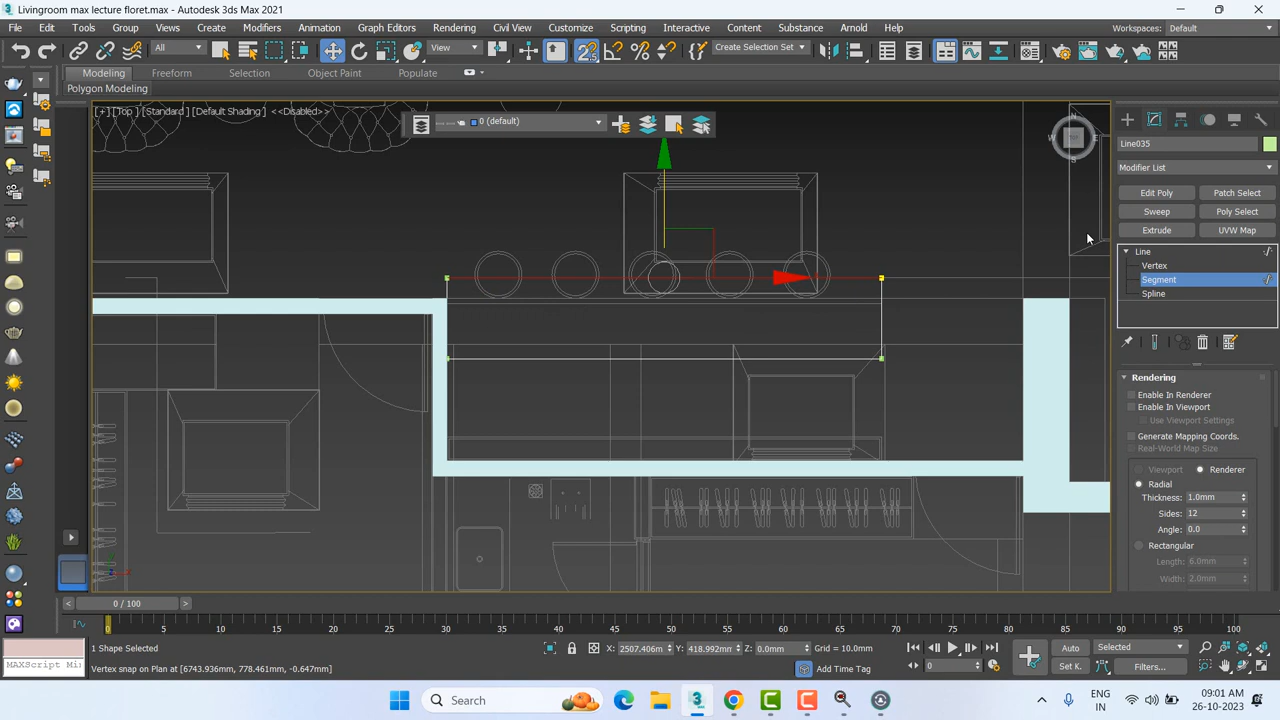 Livingroom max lecture floret.max - Autodesk 3ds Max 2021
File Edit Tools Group Views Create Modifiers Animation Graph Editors Rendering Civil View Customize Scripting Interactive Content Substance Arnold Help Workspaces: Default
All View Create Selection Set
Modeling Freeform Selection Object Paint Populate
Polygon Modeling
[+] [Top ] [Standard ] [Default Shading ] <<Disabled>>
0 (default)
N
W E
S
Line035
Modifier List
Edit Poly Patch Select
Sweep Poly Select
Extrude UVW Map
Line
Vertex
Segment
Spline
Rendering
Enable In Renderer
Enable In Viewport
Use Viewport Settings
Generate Mapping Coords.
Real-World Map Size
Viewport Renderer
Radial
Thickness: 1.0mm
Sides: 12
Angle: 0.0
Rectangular
Length: 6.0mm
Width: 2.0mm
< 0 / 100 >
0 5 10 15 20 25 30 35 40 45 50 55 60 65 70 75 80 85 90 95 100
1 Shape Selected X: 2507.406m Y: 418.992mm Z: 0.0mm Grid = 10.0mm
MAXScript Mi
Vertex snap on Plan at [6743.936mm, 778.461mm, -0.647mm]
Add Time Tag
Auto Selected
Set K. Filters...
0
Search
ENG
IN
09:01 AM
26-10-2023